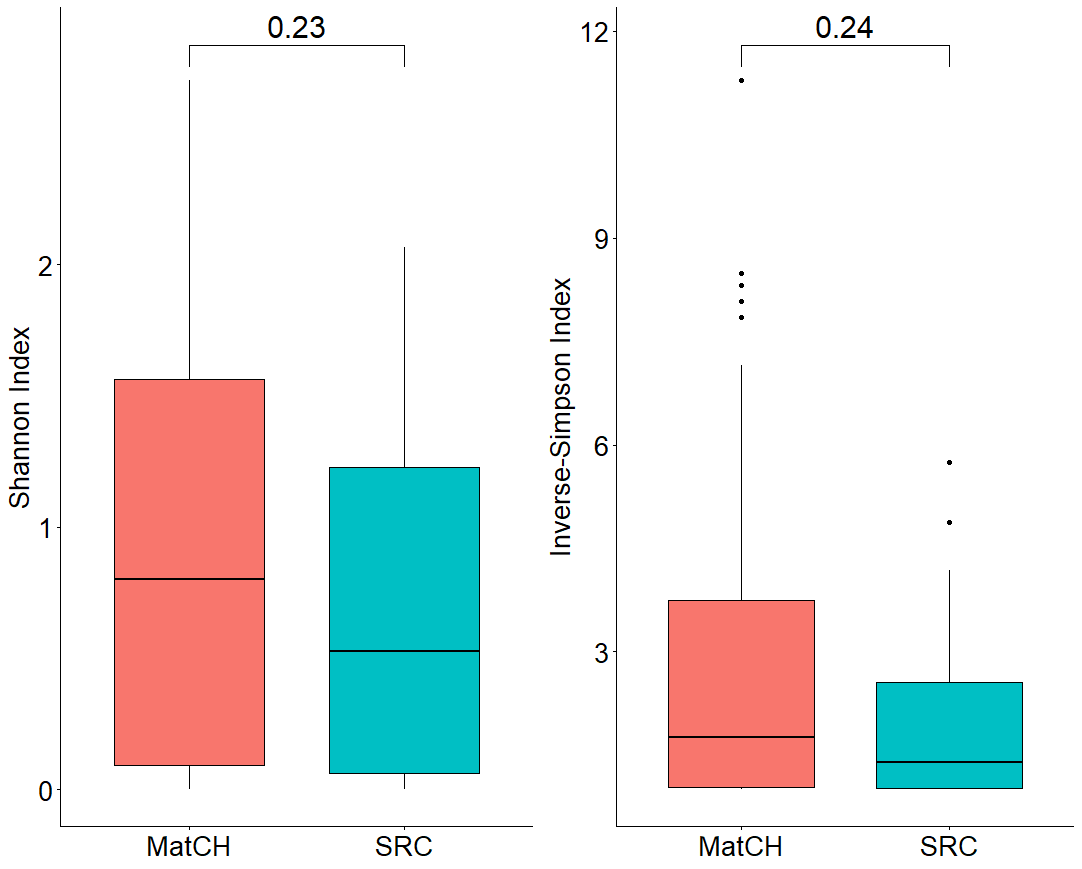 0.23
2
1
0
Shannon Index
MatCH SRC
0.24
12
9
6
3
Inverse-Simpson Index
MatCH SRC